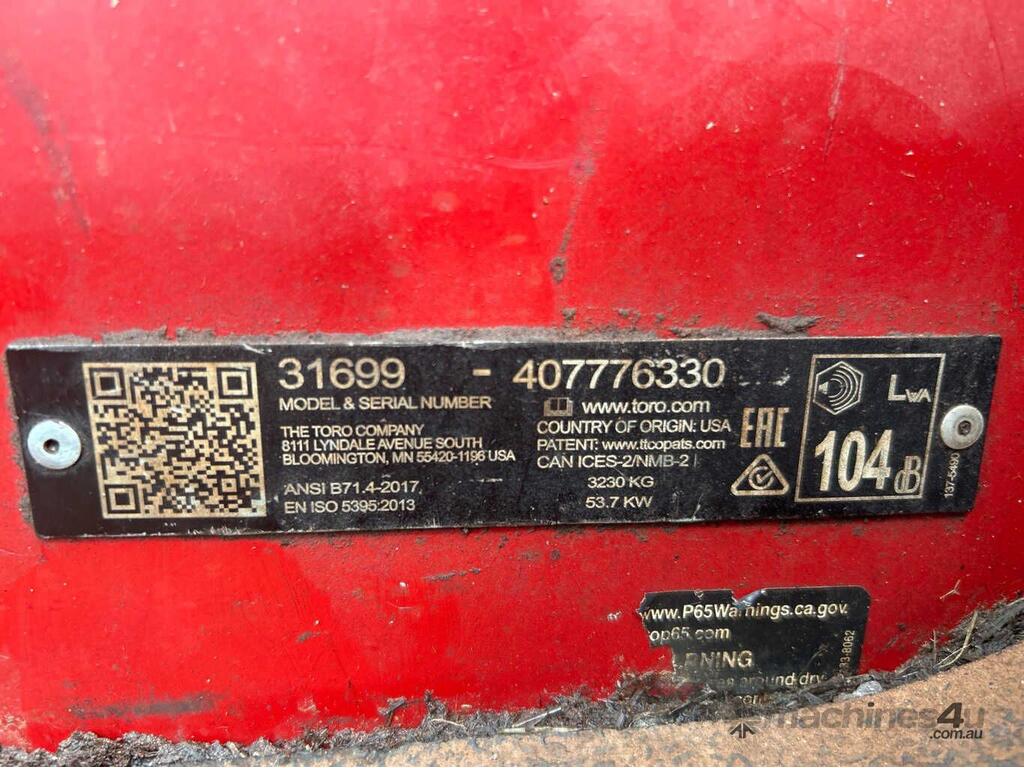 31699 - 407776330
MODEL & SERIAL NUMBER
THE TORO COMPANY
8111 LYNDALE AVENUE SOUTH
BLOOMINGTON, MN 55420-1196 USA
ANSI B71.4-2017
EN ISO 5395:2013
www.toro.com
COUNTRY OF ORIGIN: USA
PATENT: www.ttcopats.com
CAN ICES-2/NMB-2
3230 KG
53.7 KW
EAC
LWA
104 dB
137-5490
www.P65Warnings.ca.gov
.com
33-8062
machines4u
.com.au